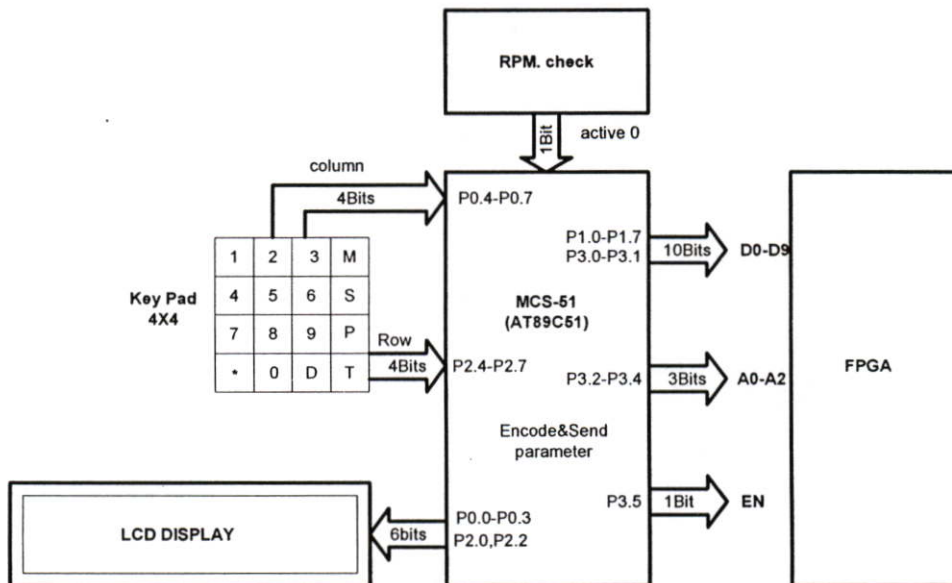 RPM. check
1Bit
active 0
column
4Bits
P0.4-P0.7
P1.0-P1.7
P3.0-P3.1
10Bits
D0-D9
1 2 3 M
4 5 6 S
7 8 9 P
* 0 D T
Key Pad
4X4
MCS-51
(AT89C51)
Row
4Bits
P2.4-P2.7
P3.2-P3.4
3Bits
A0-A2
FPGA
Encode&Send
parameter
P3.5
1Bit
EN
LCD DISPLAY
6bits
P0.0-P0.3
P2.0,P2.2